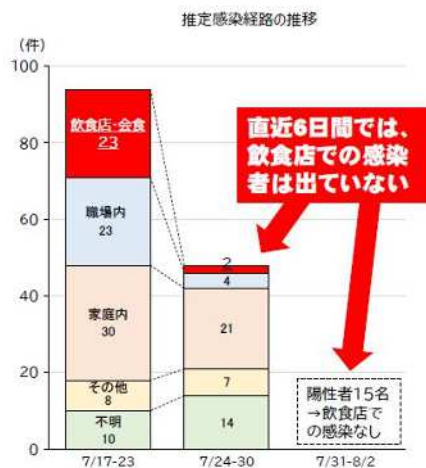 推定感染経路の推移
(件)
100
80
60
40
20
0
飲食店・会食
23
職場内
23
家庭内
30
その他
8
不明
10
2
4
21
7
14
直近6日間では、
飲食店での感染
者は出ていない
陽性者15名
→飲食店で
の感染なし
7/17-23
7/24-30
7/31-8/2